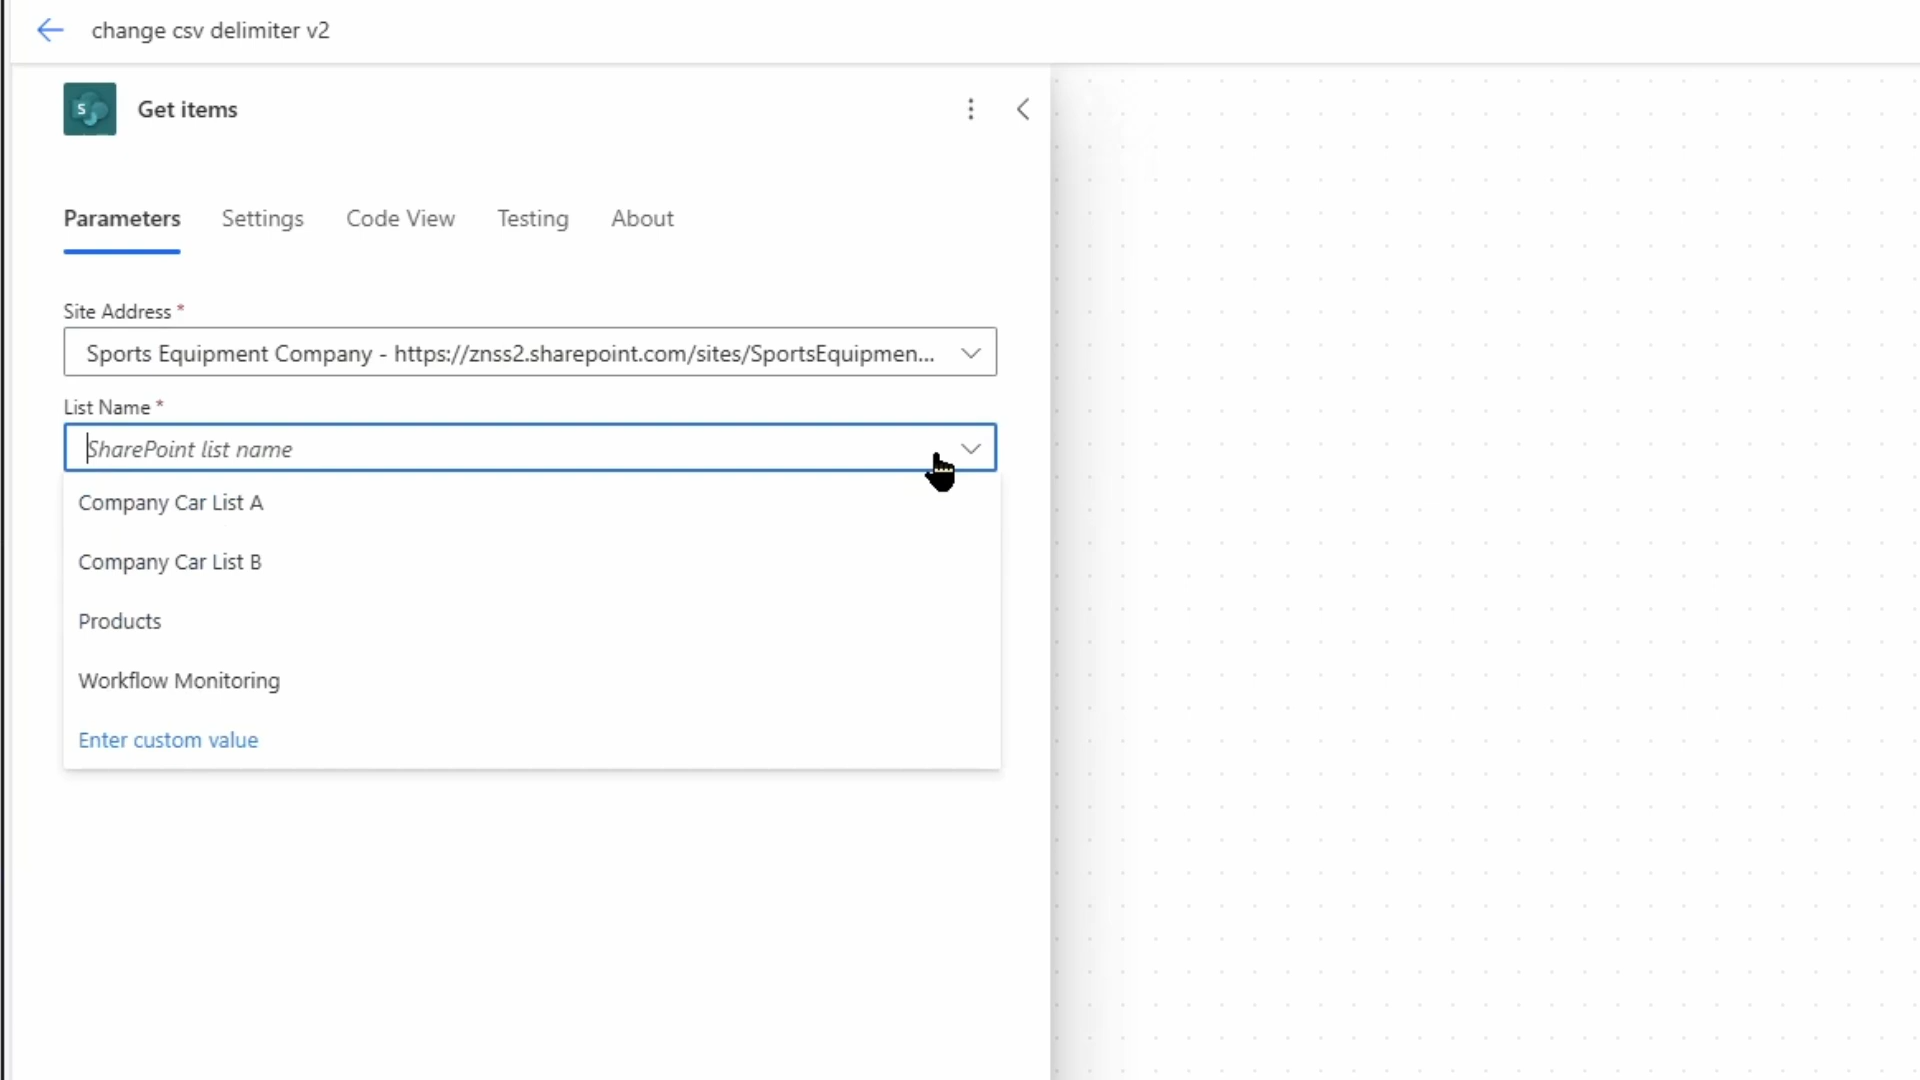 change csv delimiter v2
S
Get items
Parameters Settings Code View Testing About
Site Address *
Sports Equipment Company - https://znss2.sharepoint.com/sites/SportsEquipmen...
List Name *
SharePoint list name
Company Car List A
Company Car List B
Products
Workflow Monitoring
Enter custom value